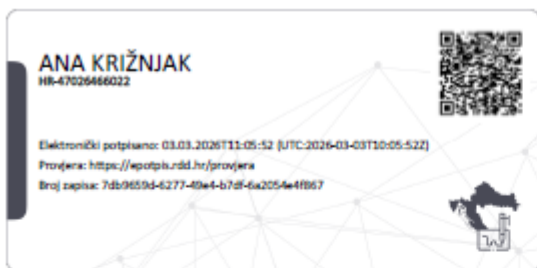 ANA KRIŽNJAK
HR-47026466022
Elektronički potpisano: 03.03.2026T11:05:52 (UTC:2026-03-03T10:05:52Z)
Provjera: https://epotpis.rdd.hr/provjera
Broj zapisa: 7db9659d-6277-49e4-b7df-6a2054e4f867